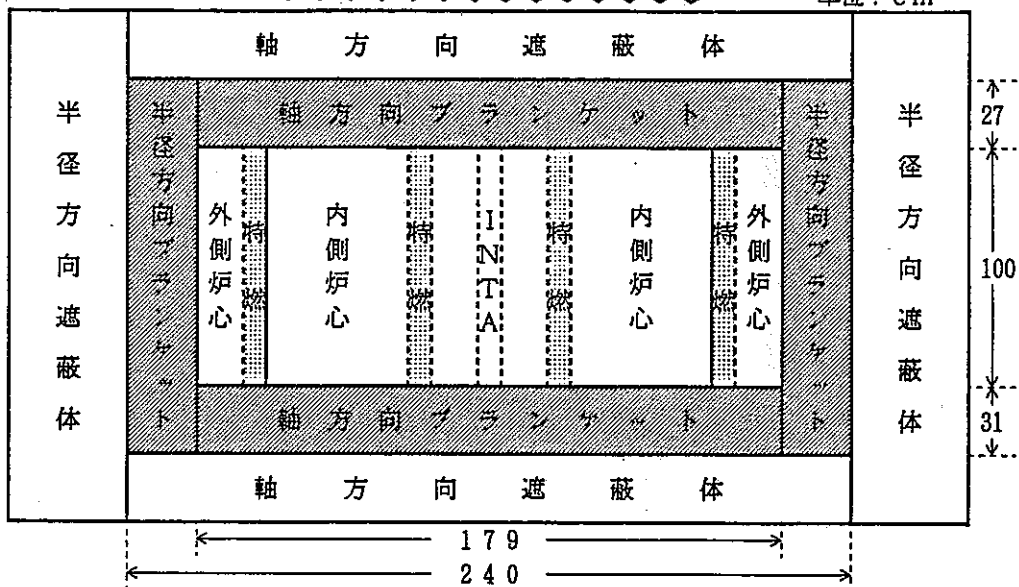 単位：cm
軸方向遮蔽体
半径方向遮蔽体
半径方向ブランケット
軸方向ブランケット
外側炉心
特燃
内側炉心
特燃
INTA
特燃
内側炉心
特燃
外側炉心
半径方向ブランケット
半径方向遮蔽体
27
100
31
軸方向ブランケット
軸方向遮蔽体
179
240